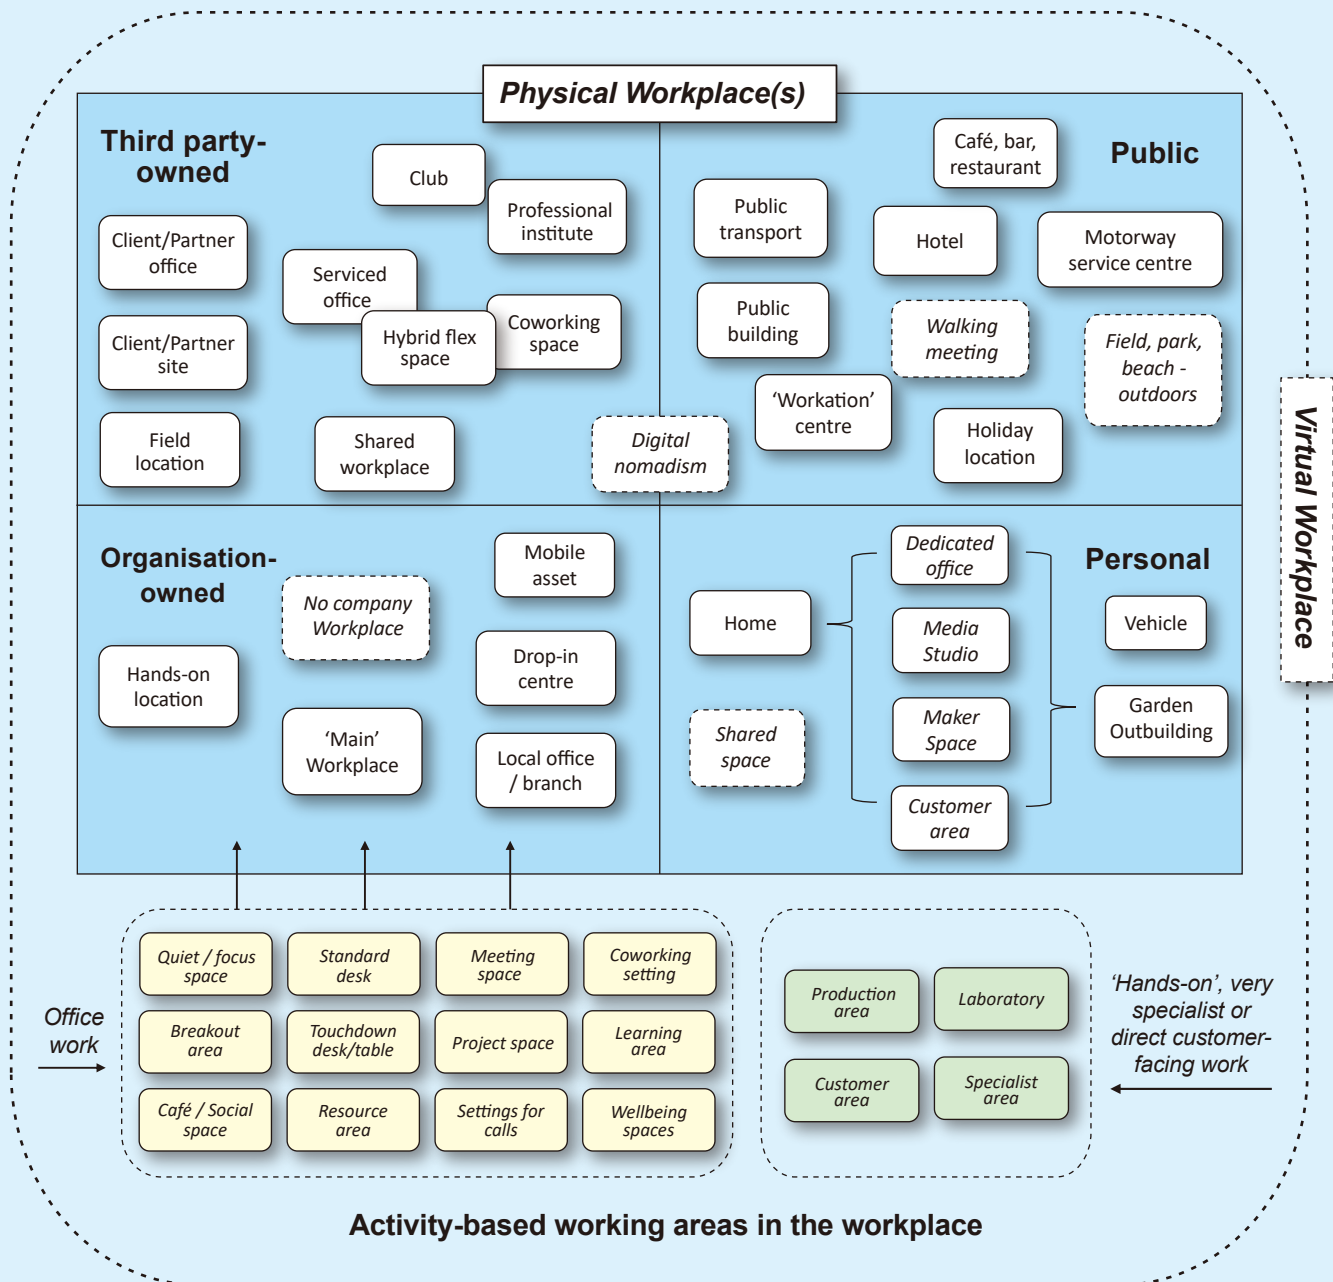 Physical Workplace(s)
Third party-
owned
Club
Professional
institute
Client/Partner
office
Serviced
office
Hybrid flex
space
Coworking
space
Client/Partner
site
Field
location
Shared
workplace
Digital
nomadism
Public
Café, bar,
restaurant
Public
transport
Hotel
Motorway
service centre
Public
building
Walking
meeting
Field, park,
beach -
outdoors
‘Workation’
centre
Holiday
location
Virtual Workplace
Organisation-
owned
Mobile
asset
No company
Workplace
Hands-on
location
Drop-in
centre
‘Main’
Workplace
Local office
/ branch
Personal
Dedicated
office
Home
Media
Studio
Vehicle
Shared
space
Maker
Space
Garden
Outbuilding
Customer
area
Office
work
Quiet / focus
space
Standard
desk
Meeting
space
Coworking
setting
Breakout
area
Touchdown
desk/table
Project space
Learning
area
Café / Social
space
Resource
area
Settings for
calls
Wellbeing
spaces
Production
area
Laboratory
Customer
area
Specialist
area
‘Hands-on’, very
specialist or
direct customer-
facing work
Activity-based working areas in the workplace